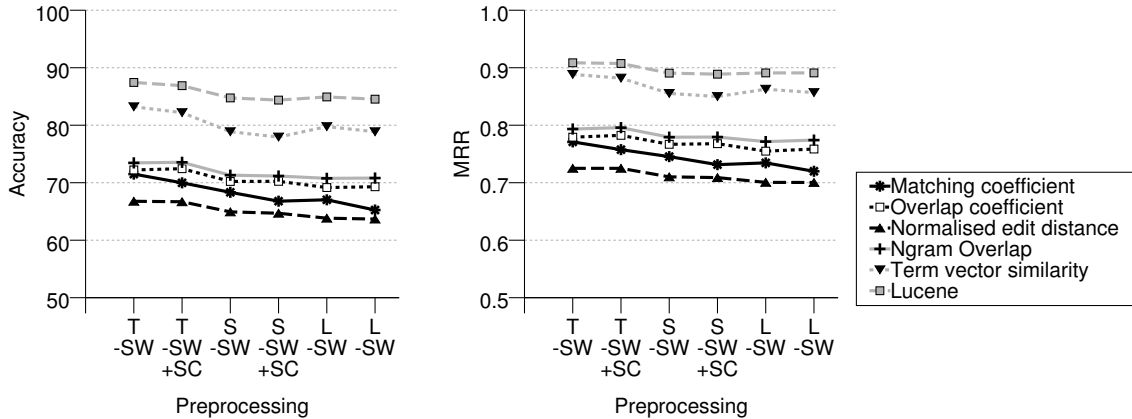 100
90
80
70
60
50
Accuracy
T
-SW
T
-SW
+SC
S
-SW
S
-SW
+SC
L
-SW
L
-SW
Preprocessing
1.0
0.9
0.8
0.7
0.6
0.5
MRR
T
-SW
T
-SW
+SC
S
-SW
S
-SW
+SC
L
-SW
L
-SW
Preprocessing
Matching coefficient
Overlap coefficient
Normalised edit distance
Ngram Overlap
Term vector similarity
Lucene